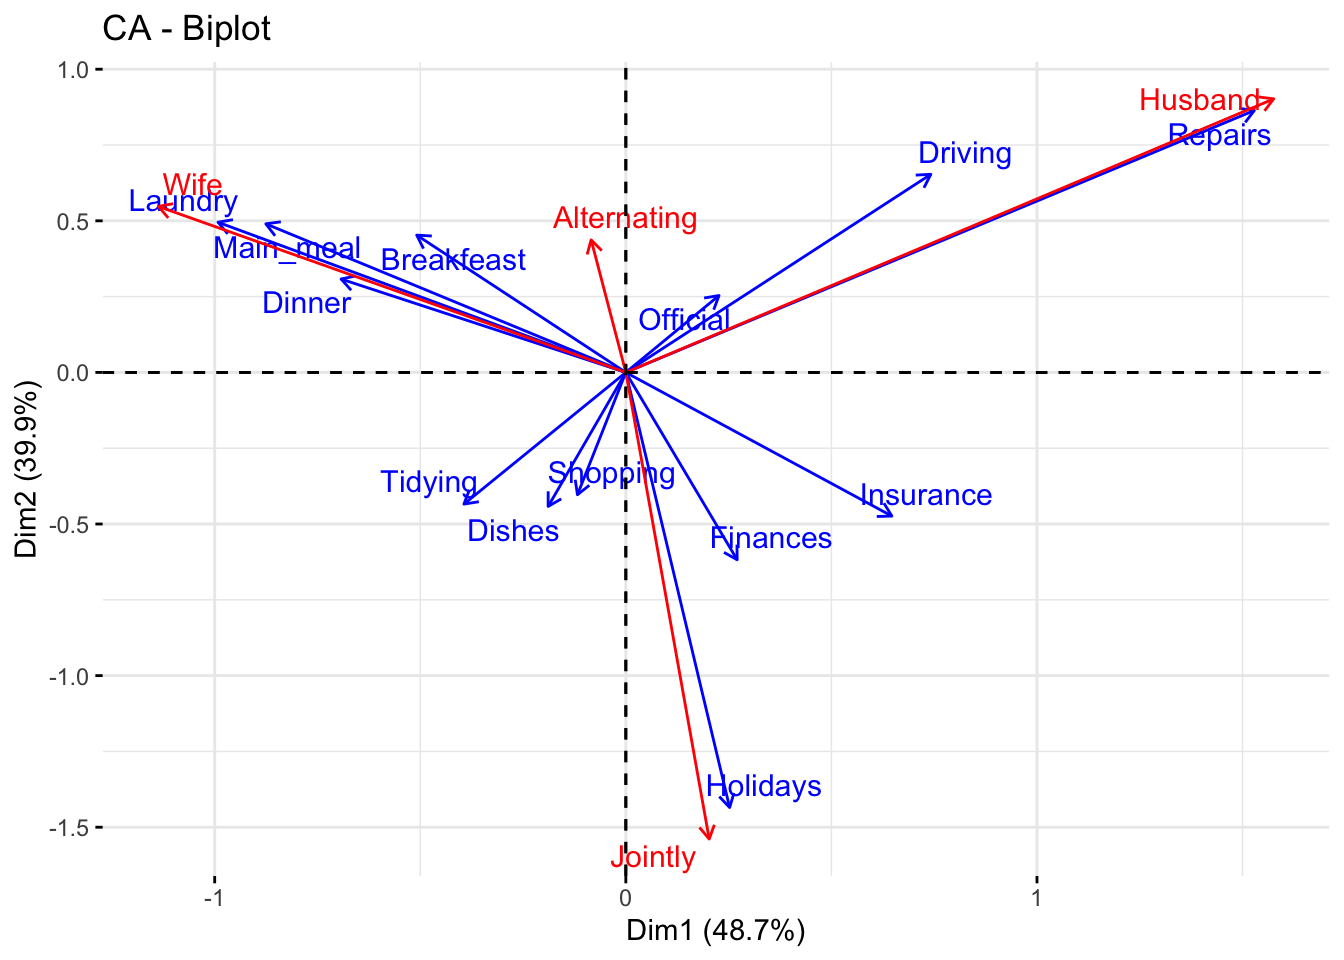 CA - Biplot
1.0
Husband
Repairs
Driving
Wife
Laundry
Alternating
0.5
Main_meal
Breakfeast
Dinner
Official
0.0
Dim2 (39.9%)
Shopping
Tidying
Insurance
-0.5
Dishes
Finances
-1.0
Holidays
-1.5
Jointly
-1
0
1
Dim1 (48.7%)